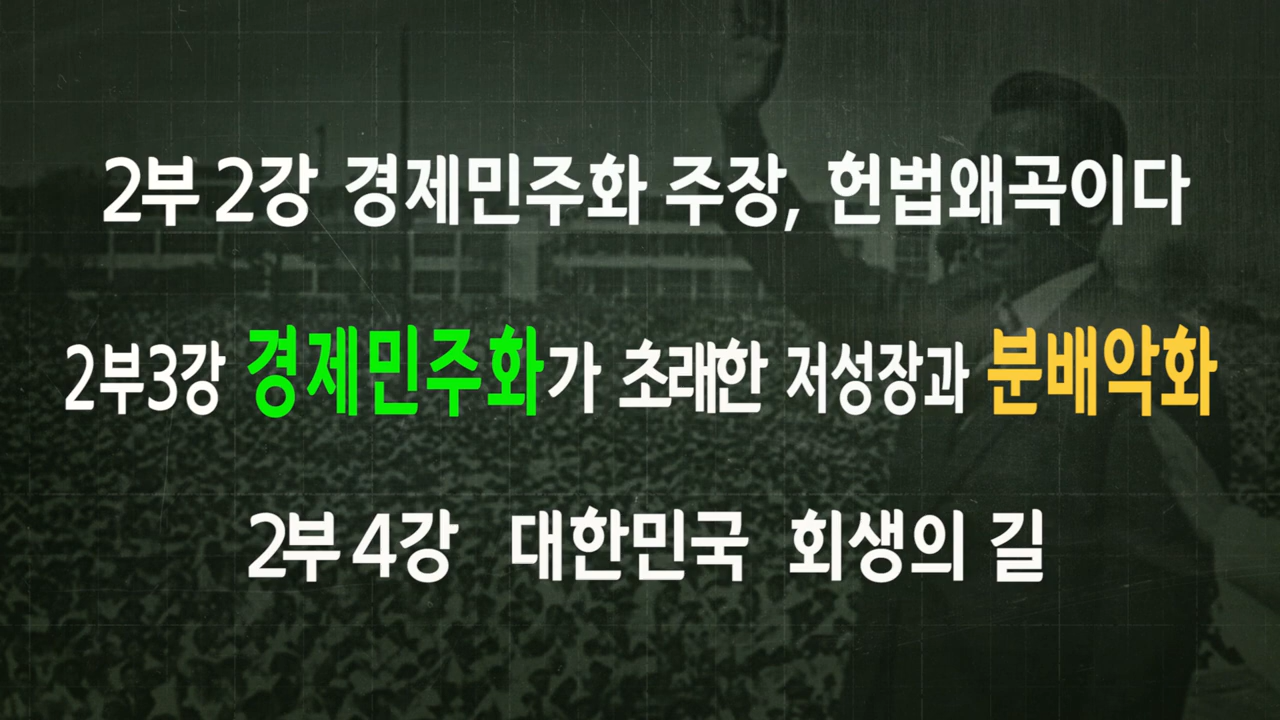 2부 2강 경제민주화 주장, 헌법왜곡이다
2부3강 경제민주화가 초래한 저성장과 분배악화
2부 4강 대한민국 회생의 길